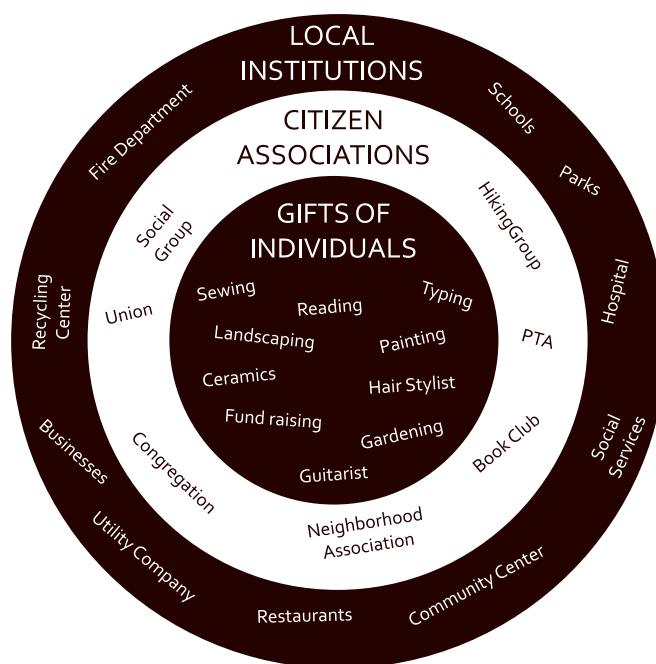 LOCAL
INSTITUTIONS
Fire Department
Schools
Parks
Hospital
Social
Services
Community Center
Restaurants
Utility Company
Businesses
Recycling
Center
CITIZEN
ASSOCIATIONS
Social
Group
HikingGroup
PTA
Book Club
Neighborhood
Association
Congregation
Union
GIFTS OF
INDIVIDUALS
Sewing
Reading
Typing
Landscaping
Painting
Ceramics
Hair Stylist
Fund raising
Gardening
Guitarist